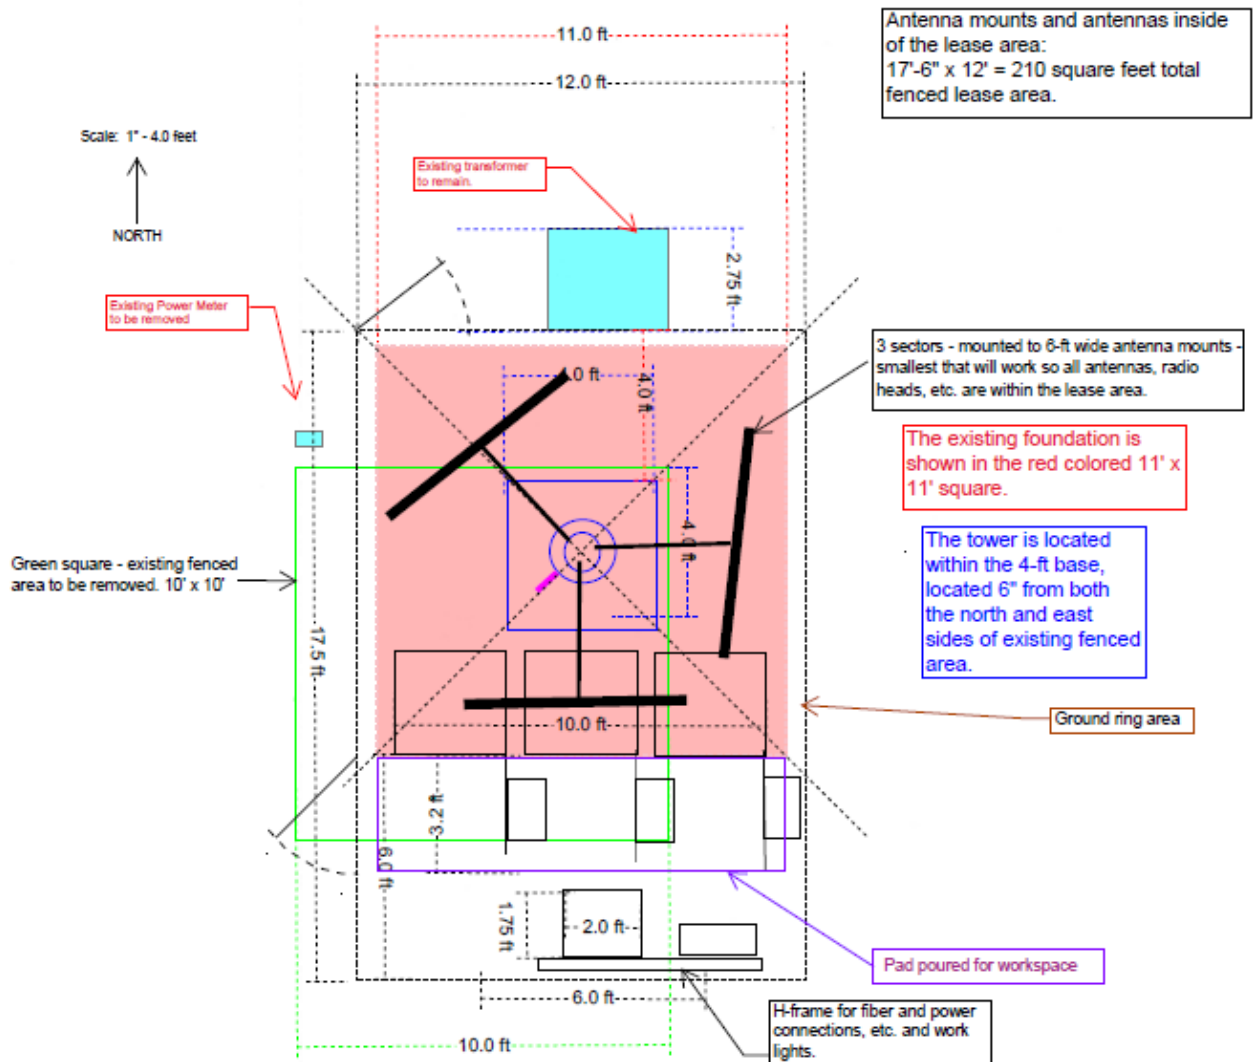 11.0 ft
12.0 ft
Antenna mounts and antennas inside
of the lease area:
17'-6" x 12' = 210 square feet total
fenced lease area.
Scale: 1" - 4.0 feet
NORTH
Existing transformer
to remain.
2.75 ft
Existing Power Meter
to be removed
3 sectors - mounted to 6-ft wide antenna mounts -
smallest that will work so all antennas, radio
heads, etc. are within the lease area.
.0 ft
4.0 ft
The existing foundation is
shown in the red colored 11' x
11' square.
4.0 ft
The tower is located
within the 4-ft base,
located 6" from both
the north and east
sides of existing fenced
area.
Green square - existing fenced
area to be removed. 10' x 10'
17.5 ft
10.0 ft
Ground ring area
3.2 ft
6.0 ft
1.75 ft
2.0 ft
Pad poured for workspace
6.0 ft
H-frame for fiber and power
connections, etc. and work
lights.
10.0 ft